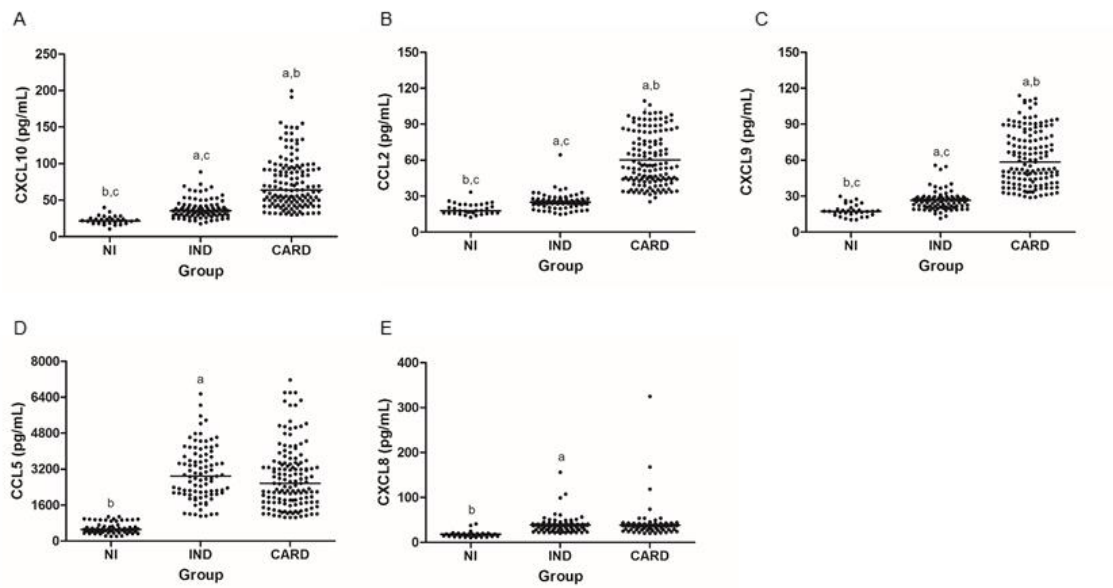 A
CXCL10 (pg/mL)
250
200
150
100
50
0
b,c
a,c
a,b
NI IND CARD
Group
B
CCL2 (pg/mL)
150
120
90
60
30
0
b,c
a,c
a,b
NI IND CARD
Group
C
CXCL9 (pg/mL)
150
120
90
60
30
0
b,c
a,c
a,b
NI IND CARD
Group
D
CCL5 (pg/mL)
8000
6400
4800
3200
1600
0
b
a
NI IND CARD
Group
E
CXCL8 (pg/mL)
400
300
200
100
0
b
a
NI IND CARD
Group